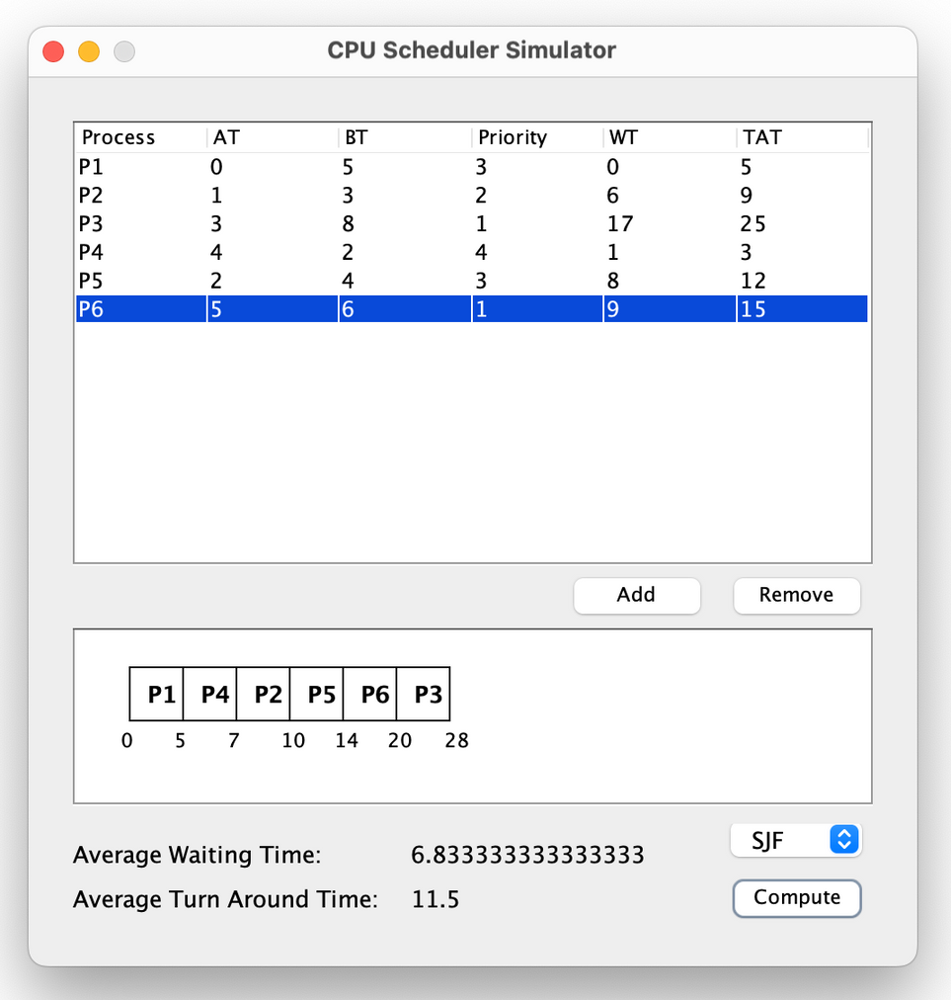 CPU Scheduler Simulator
Process AT BT Priority WT TAT
P1 0 5 3 0 5
P2 1 3 2 6 9
P3 3 8 1 17 25
P4 4 2 4 1 3
P5 2 4 3 8 12
P6 5 6 1 9 15
Add Remove
P1 P4 P2 P5 P6 P3
0 5 7 10 14 20 28
Average Waiting Time: 6.833333333333333 SJF
Average Turn Around Time: 11.5 Compute